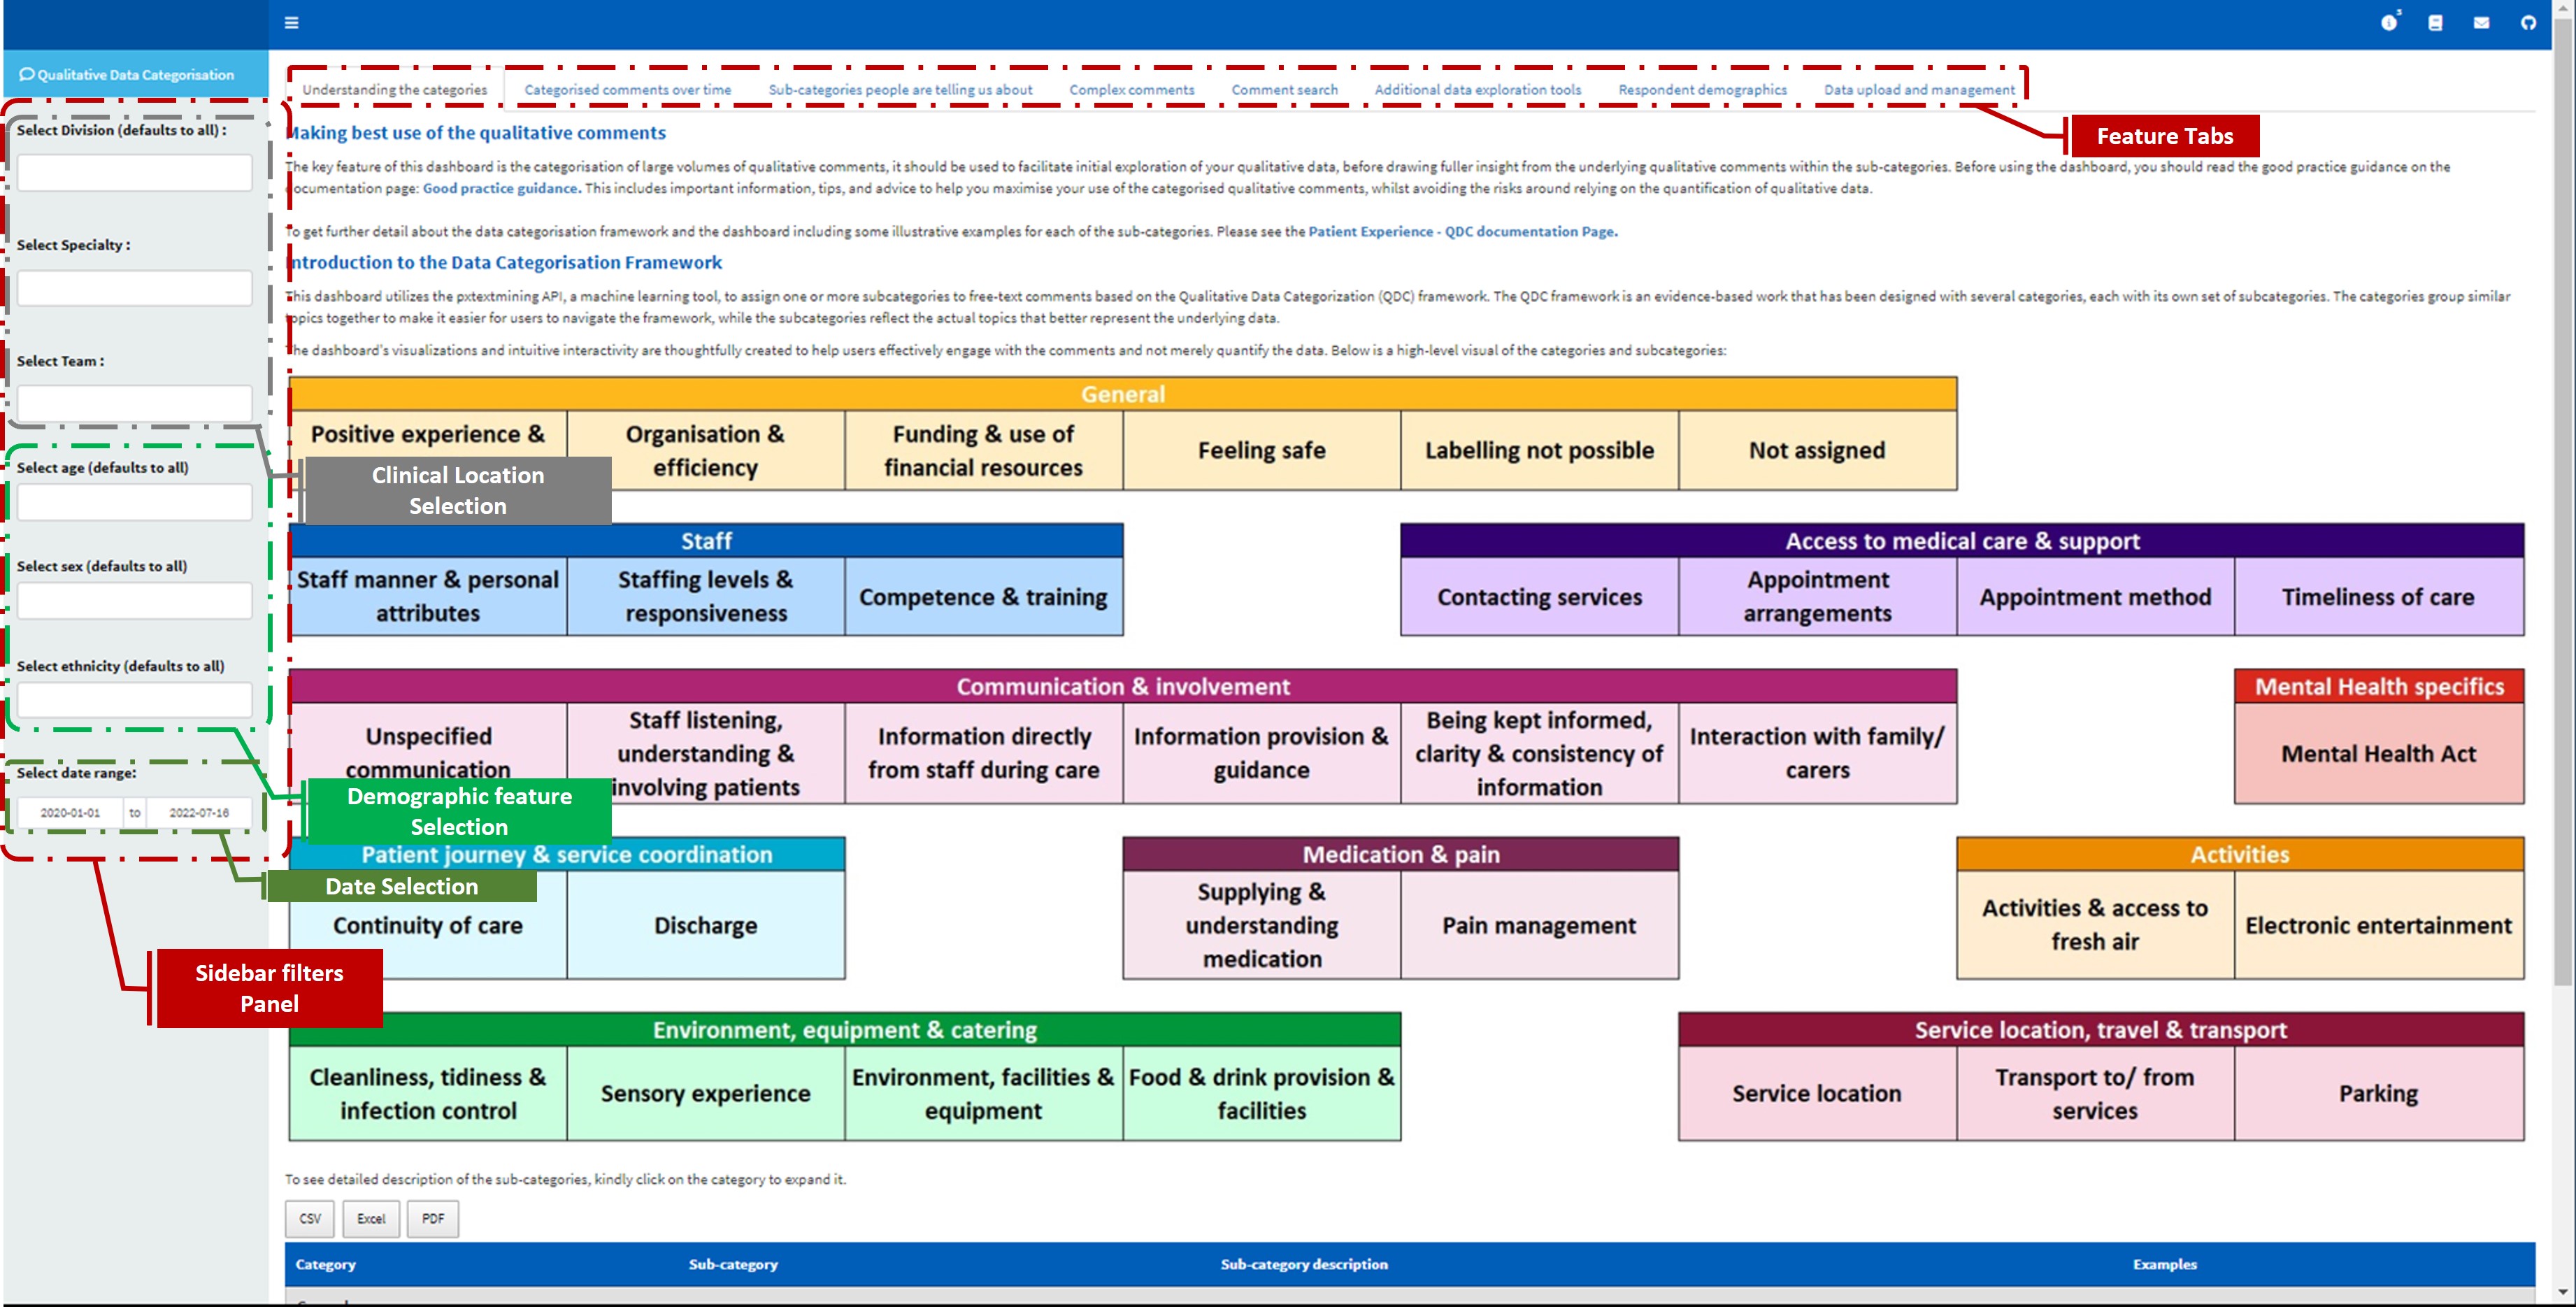 3
Qualitative Data Categorisation
Understanding the categories
Categorised comments over time
Sub-categories people are telling us about
Complex comments
Comment search
Additional data exploration tools
Respondent demographics
Data upload and management
Feature Tabs
Select Division (defaults to all) :
Select Specialty :
Select Team :
Select age (defaults to all)
Select sex (defaults to all)
Select ethnicity (defaults to all)
Select date range:
2020-01-01 to 2022-07-16
Clinical Location
Selection
Demographic feature
Selection
Date Selection
Sidebar filters
Panel
Making best use of the qualitative comments
The key feature of this dashboard is the categorisation of large volumes of qualitative comments, it should be used to facilitate initial exploration of your qualitative data, before drawing fuller insight from the underlying qualitative comments within the sub-categories. Before using the dashboard, you should read the good practice guidance on the
documentation page: Good practice guidance. This includes important information, tips, and advice to help you maximise your use of the categorised qualitative comments, whilst avoiding the risks around relying on the quantification of qualitative data.
To get further detail about the data categorisation framework and the dashboard including some illustrative examples for each of the sub-categories. Please see the Patient Experience - QDC documentation Page.
Introduction to the Data Categorisation Framework
This dashboard utilizes the pxtextmining API, a machine learning tool, to assign one or more subcategories to free-text comments based on the Qualitative Data Categorization (QDC) framework. The QDC framework is an evidence-based work that has been designed with several categories, each with its own set of subcategories. The categories group similar
topics together to make it easier for users to navigate the framework, while the subcategories reflect the actual topics that better represent the underlying data.
The dashboard's visualizations and intuitive interactivity are thoughtfully created to help users effectively engage with the comments and not merely quantify the data. Below is a high-level visual of the categories and subcategories:
General
Positive experience &
Organisation &
efficiency
Funding & use of
financial resources
Feeling safe
Labelling not possible
Not assigned
Staff
Staff manner & personal
attributes
Staffing levels &
responsiveness
Competence & training
Access to medical care & support
Contacting services
Appointment
arrangements
Appointment method
Timeliness of care
Communication & involvement
Unspecified
communication
Staff listening,
understanding &
involving patients
Information directly
from staff during care
Information provision &
guidance
Being kept informed,
clarity & consistency of
information
Interaction with family/
carers
Mental Health specifics
Mental Health Act
Patient journey & service coordination
Continuity of care
Discharge
Medication & pain
Supplying &
understanding
medication
Pain management
Activities
Activities & access to
fresh air
Electronic entertainment
Environment, equipment & catering
Cleanliness, tidiness &
infection control
Sensory experience
Environment, facilities &
equipment
Food & drink provision &
facilities
Service location, travel & transport
Service location
Transport to/ from
services
Parking
To see detailed description of the sub-categories, kindly click on the category to expand it.
CSV
Excel
PDF
Category
Sub-category
Sub-category description
Examples